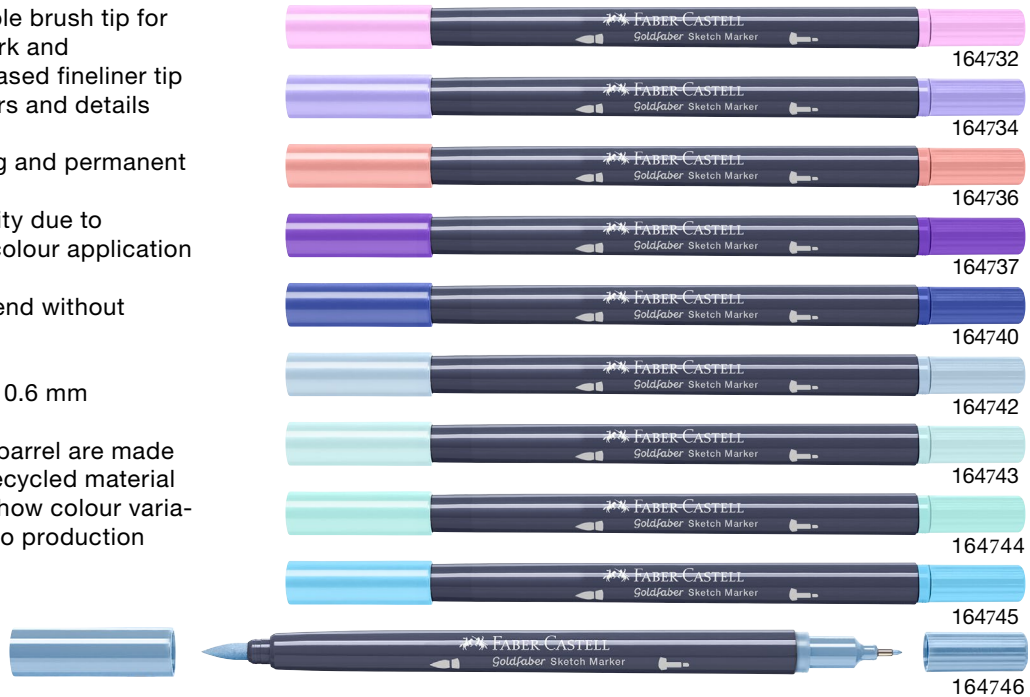 ble brush tip for
rk and
ased fineliner tip
rs and details
g and permanent
ity due to
colour application
end without
0.6 mm
barrel are made
ecycled material
how colour varia-
o production
FABER-CASTELL
Goldfaber Sketch Marker
164732
FABER-CASTELL
Goldfaber Sketch Marker
164734
FABER-CASTELL
Goldfaber Sketch Marker
164736
FABER-CASTELL
Goldfaber Sketch Marker
164737
FABER-CASTELL
Goldfaber Sketch Marker
164740
FABER-CASTELL
Goldfaber Sketch Marker
164742
FABER-CASTELL
Goldfaber Sketch Marker
164743
FABER-CASTELL
Goldfaber Sketch Marker
164744
FABER-CASTELL
Goldfaber Sketch Marker
164745
FABER-CASTELL
Goldfaber Sketch Marker
164746